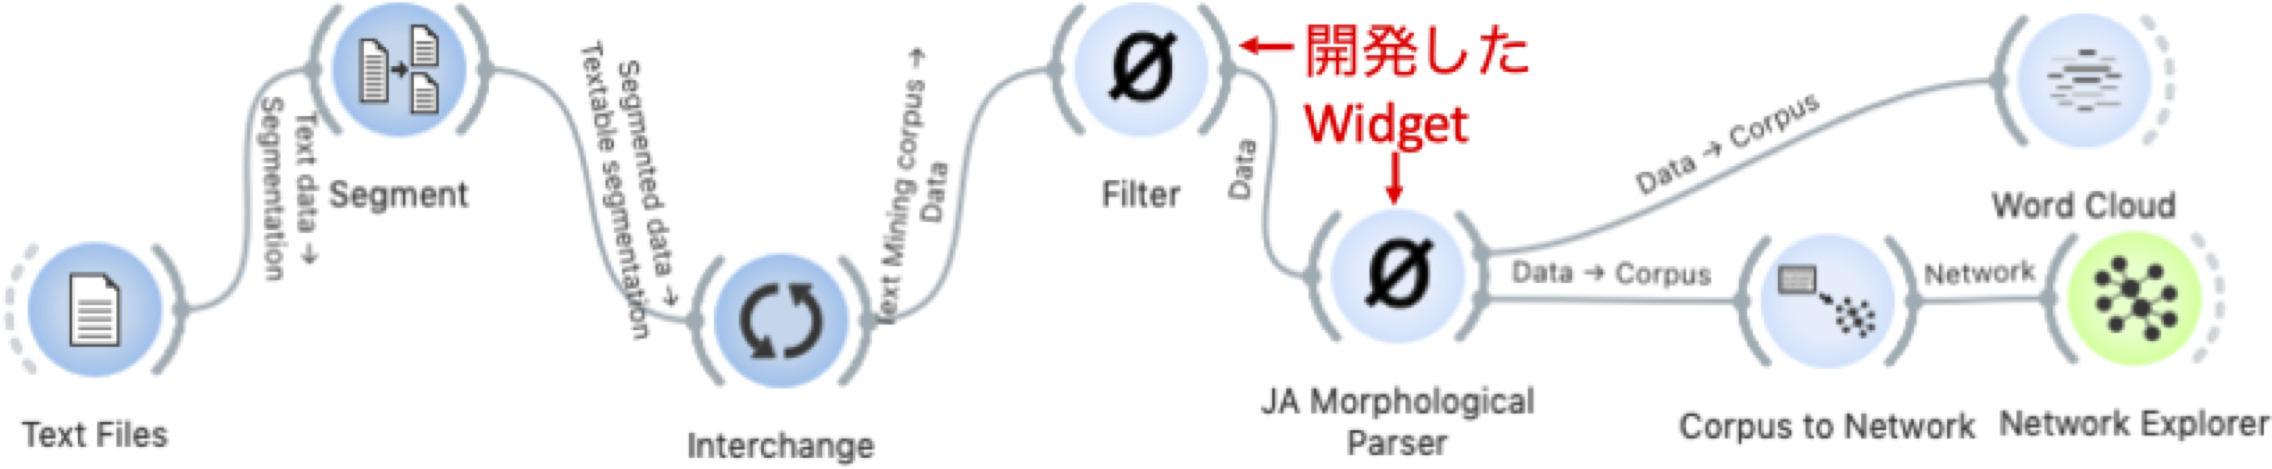 Text data →
Segmentation
Segment
Text Files
Segmented data →
Textable segmentation
Interchange
Text Mining corpus →
Data
Filter
Data
開発した
Widget
JA Morphological
Parser
Data → Corpus
Word Cloud
Data → Corpus
Corpus to Network
Network
Network Explorer